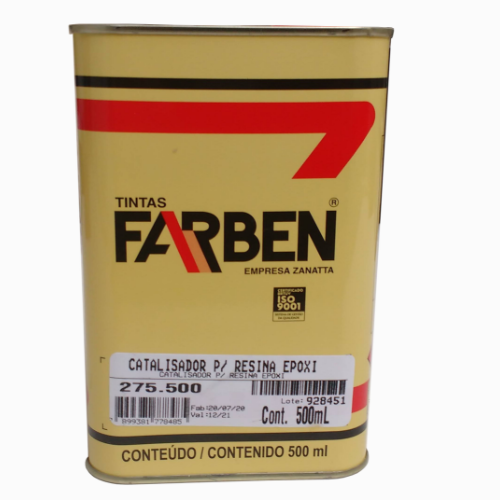 TINTAS
FARBEN®
EMPRESA ZANATTA
ISO
9001
CATALISADOR P/ RESINA EPOXI
CATALISADOR P/ RESINA EPOXI
275.500
Lote: 928451
Fab:20/07/20
Val:12/21
Cont. 500mL
CONTEÚDO / CONTENIDO 500 ml